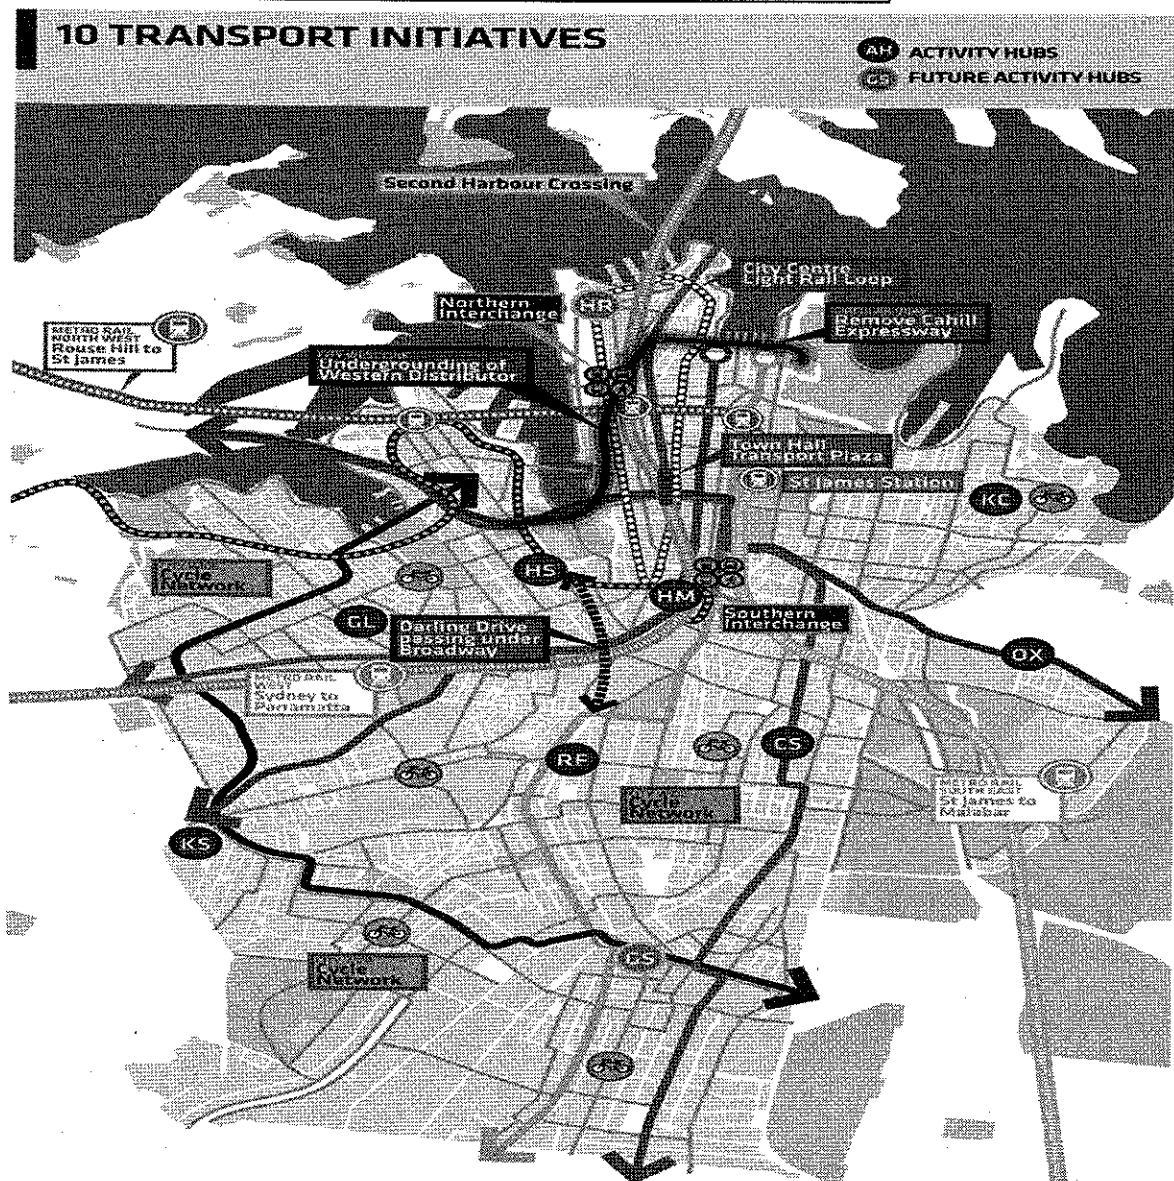 10 TRANSPORT INITIATIVES
AH ACTIVITY HUBS
GS FUTURE ACTIVITY HUBS
Second Harbour Crossing
City Centre
Light Rail Loop
Northern
Interchange
HR
Remove Cahill
Expressway
METRO RAIL
NORTH WEST
Rouse Hill to
St James
Undergrounding of
Western Distributor
Town Hall
Transport Plaza
St James Station
KC
Cycle
Network
HS
HM
GL
Darling Drive
passing under
Broadway
Southern
Interchange
OX
METRO RAIL
WEST
Sydney to
Parramatta
RF
CS
METRO RAIL
SOUTH EAST
St James to
Malabar
Cycle
Network
KS
GS
Cycle
Network